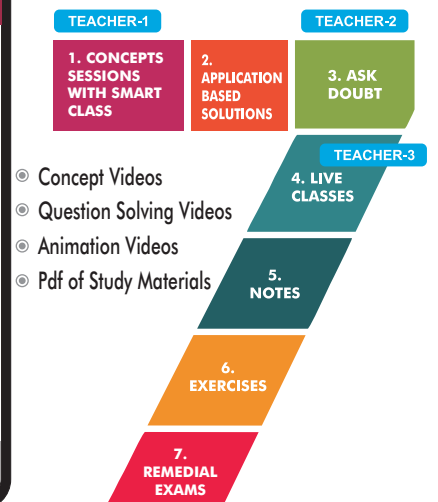 TEACHER-1
TEACHER-2
1. CONCEPTS
SESSIONS
WITH SMART
CLASS
2.
APPLICATION
BASED
SOLUTIONS
3. ASK
DOUBT
TEACHER-3
4. LIVE
CLASSES
Concept Videos
Question Solving Videos
Animation Videos
Pdf of Study Materials
5.
NOTES
6.
EXERCISES
7.
REMEDIAL
EXAMS